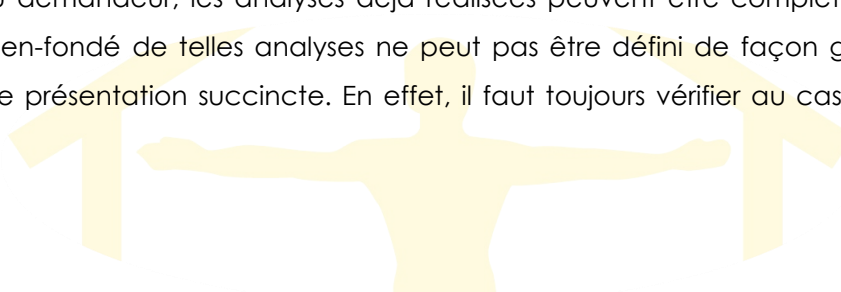 demandeur, les analyses déjà réalisées peuvent être complét
en-fondé de telles analyses ne peut pas être défini de façon g
présentation succincte. En effet, il faut toujours vérifier au cas